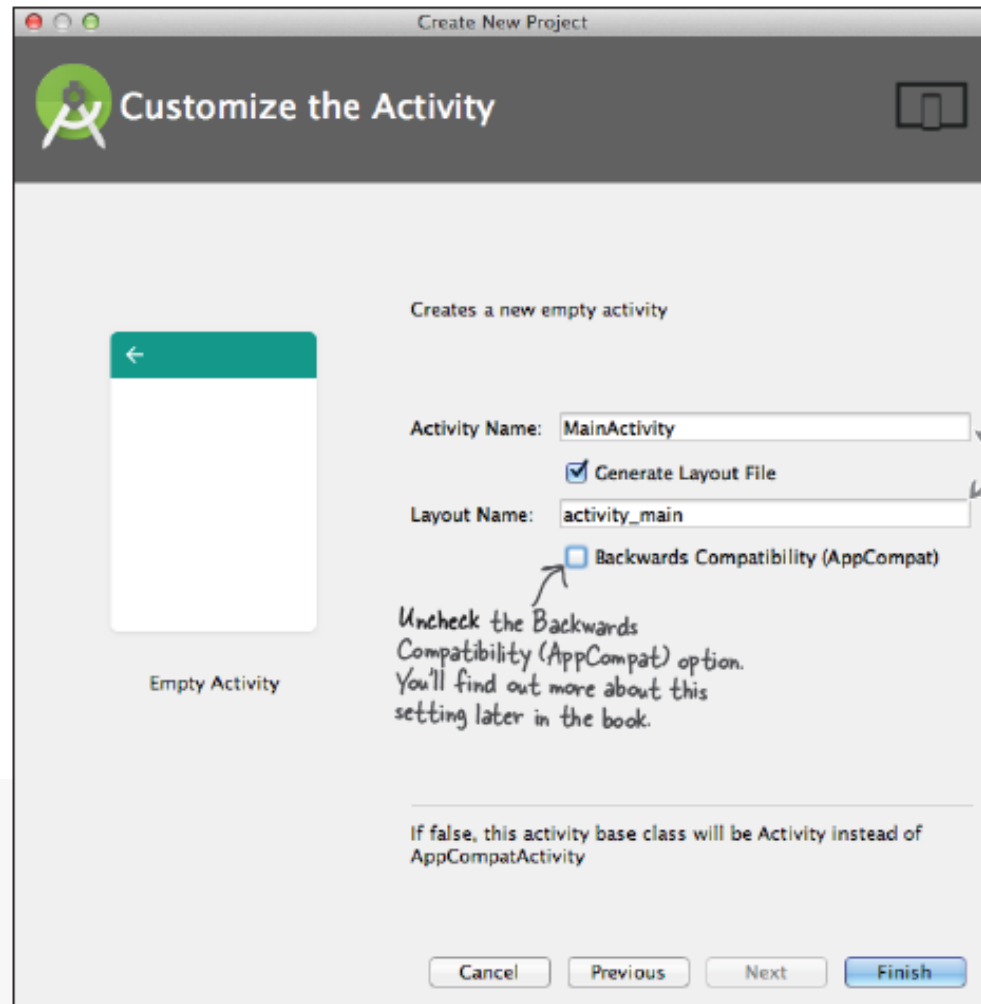 Create New Project
Customize the Activity
Creates a new empty activity
Activity Name: MainActivity
Generate Layout File
Layout Name: activity_main
Backwards Compatibility (AppCompat)
Uncheck the Backwards
Compatibility (AppCompat) option.
You'll find out more about this
setting later in the book.
Empty Activity
If false, this activity base class will be Activity instead of
AppCompatActivity
Cancel Previous Next Finish